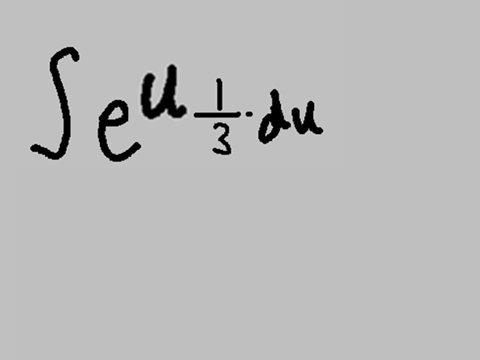 ∫ e^u 1/3 · du